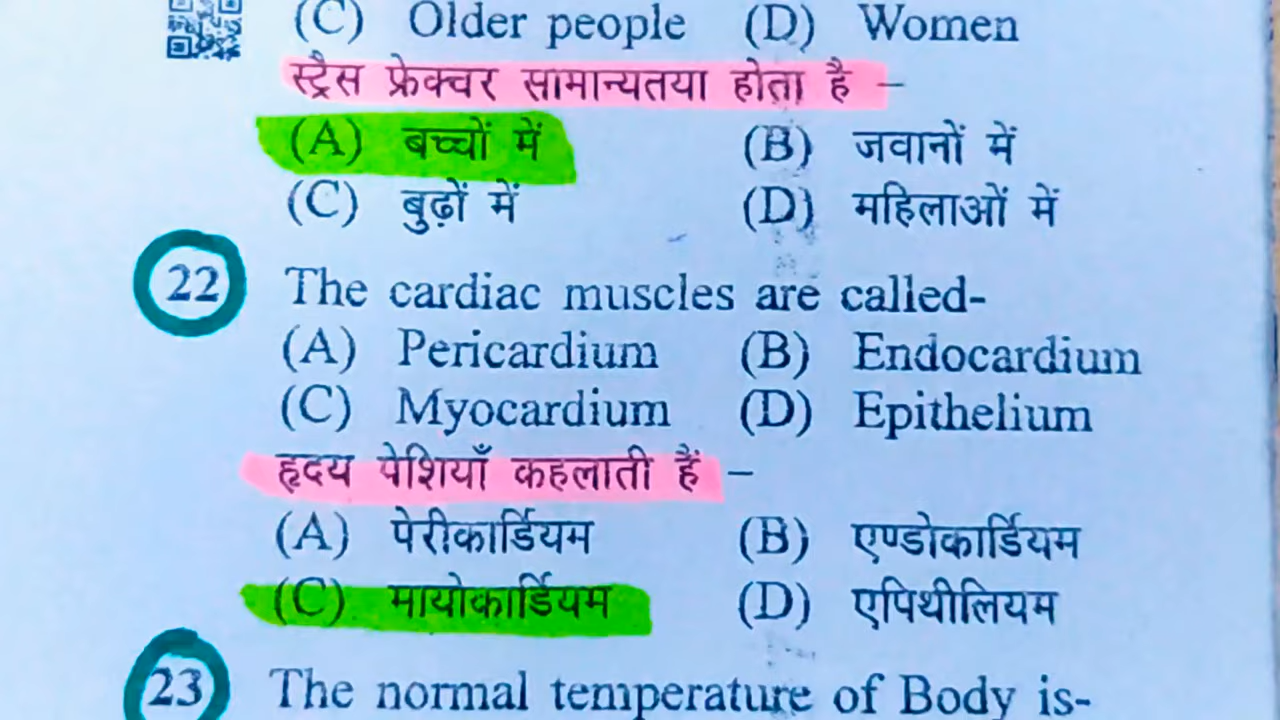 (C) Older people (D) Women
स्ट्रैस फ्रेक्चर सामान्यतया होता है –
(A) बच्चों में (B) जवानों में
(C) बुढ़ों में (D) महिलाओं में
22 The cardiac muscles are called-
(A) Pericardium (B) Endocardium
(C) Myocardium (D) Epithelium
हृदय पेशियाँ कहलाती हैं –
(A) पेरीकार्डियम (B) एण्डोकार्डियम
(C) मायोकार्डियम (D) एपिथीलियम
23 The normal temperature of Body is-